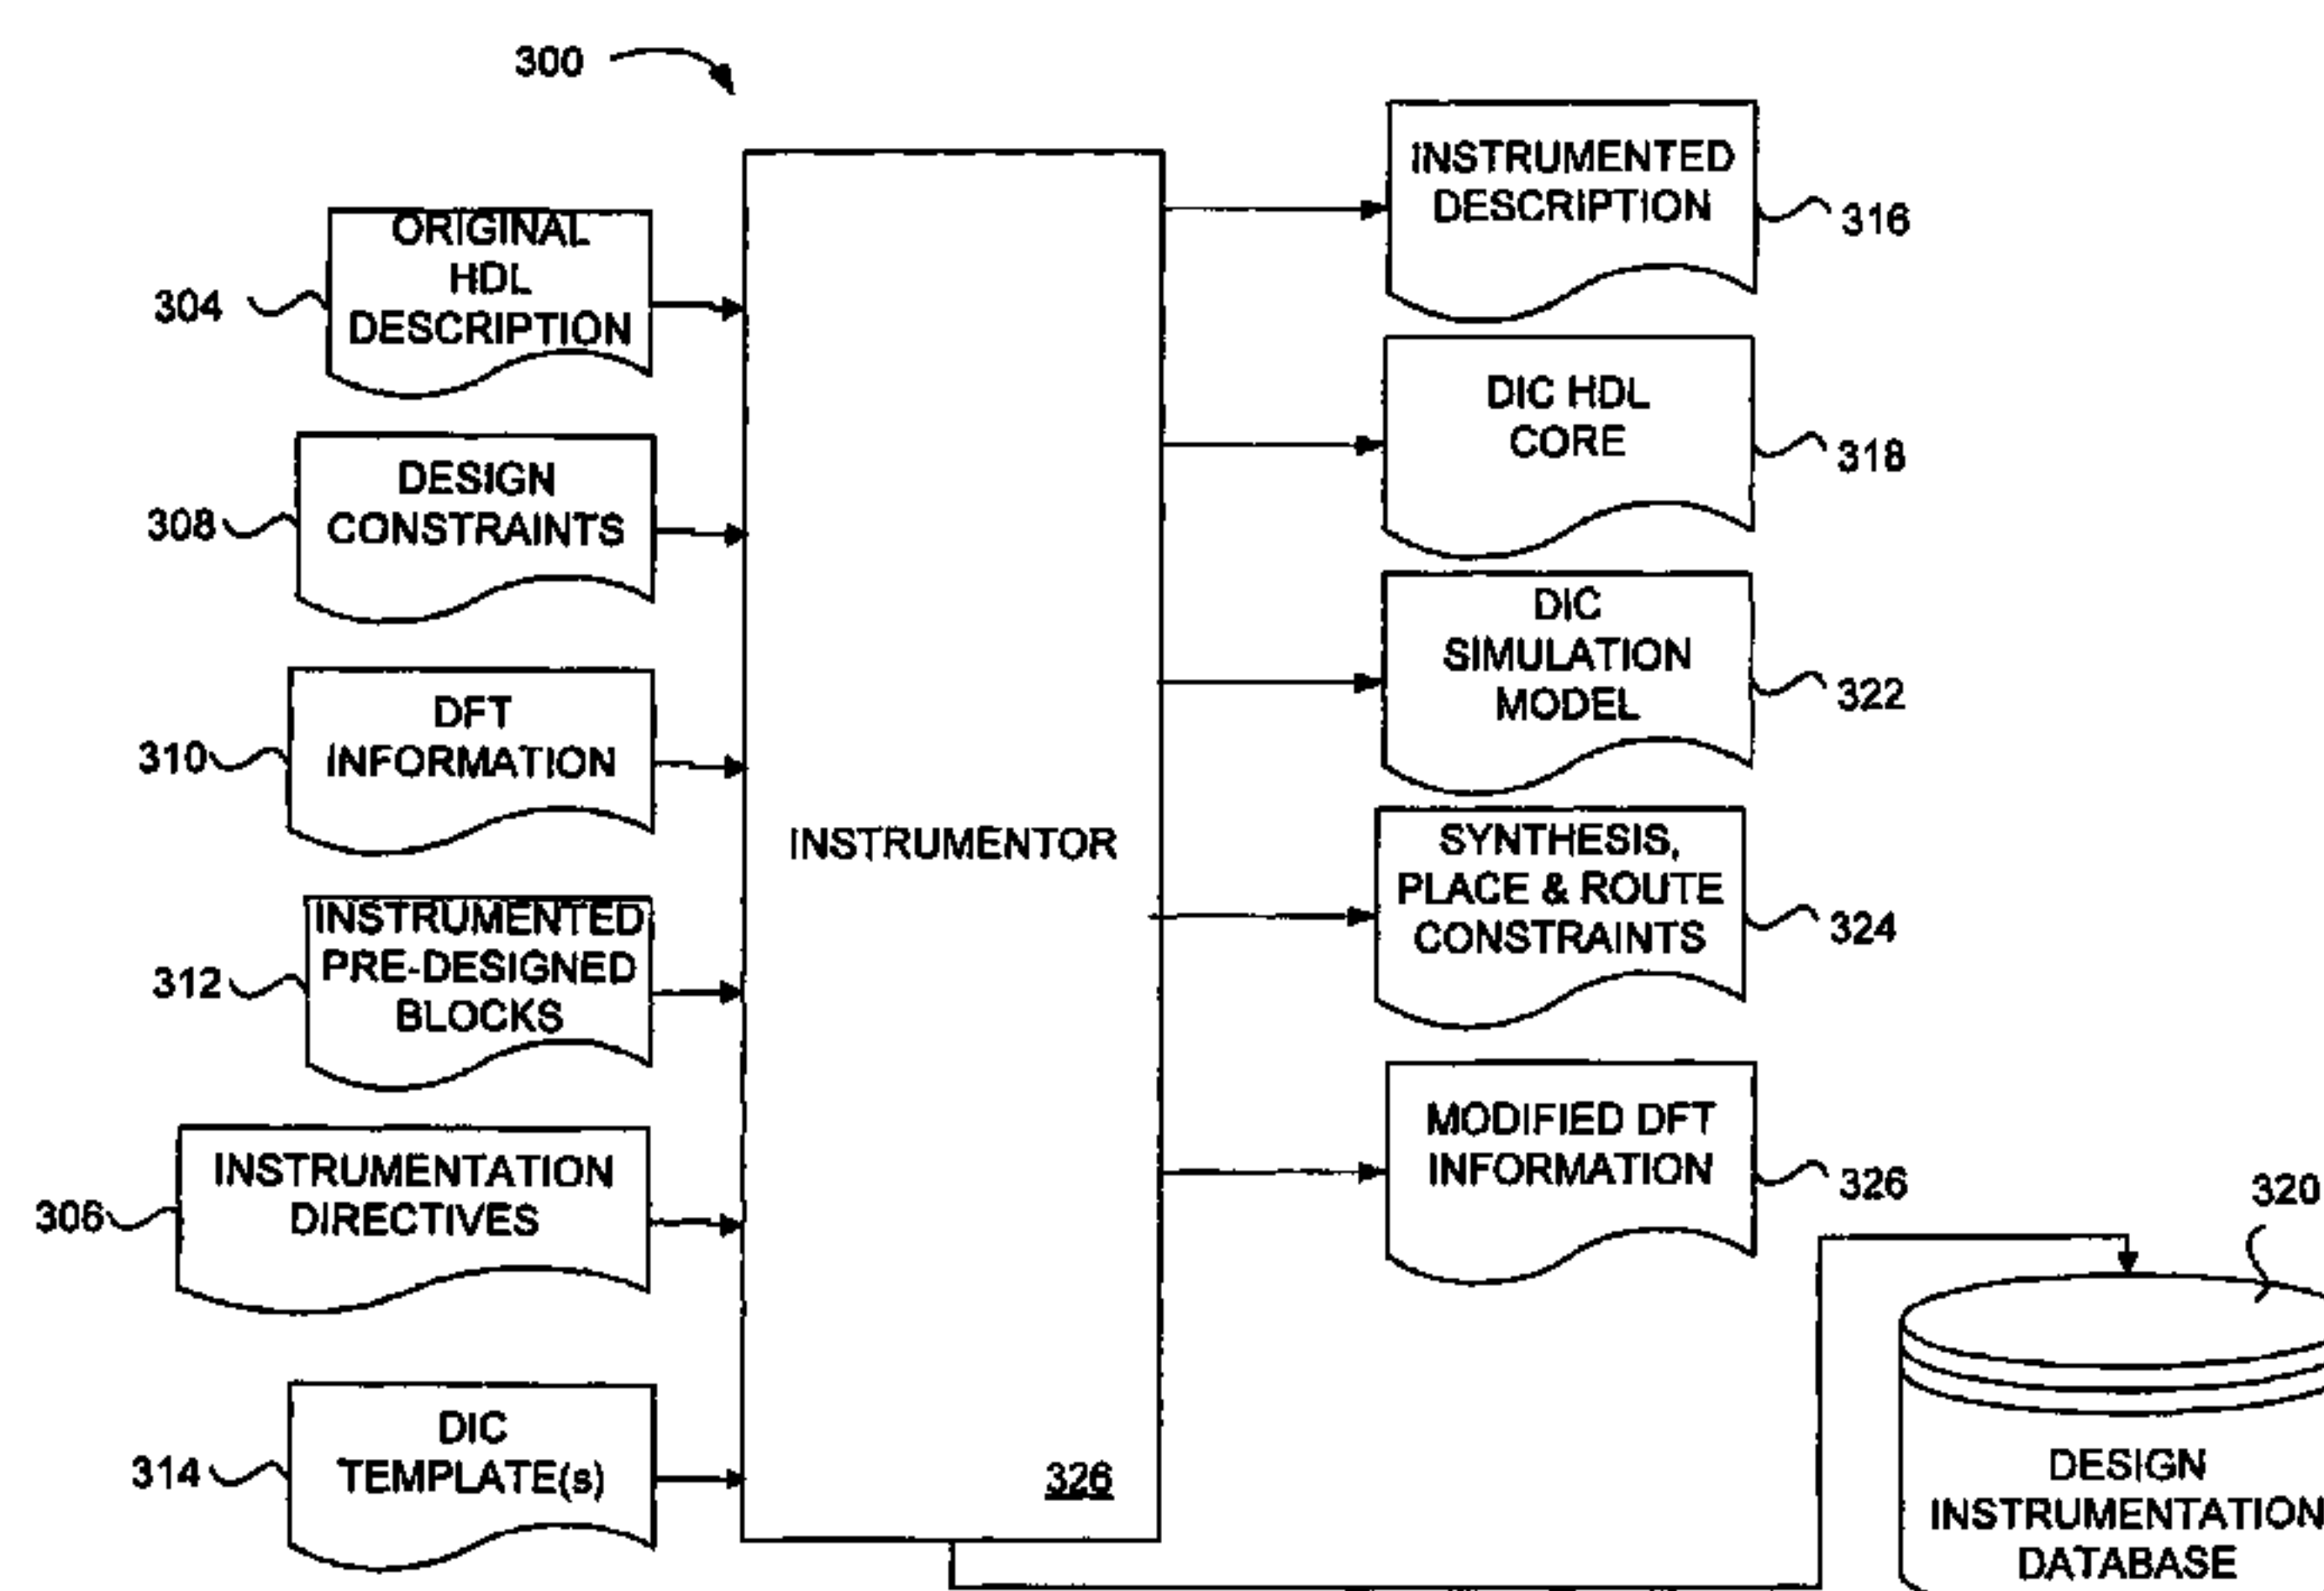 300
ORIGINAL
HDL
DESCRIPTION
304
DESIGN
CONSTRAINTS
308
DFT
INFORMATION
310
INSTRUMENTED
PRE-DESIGNED
BLOCKS
312
INSTRUMENTATION
DIRECTIVES
306
DIC
TEMPLATE(s)
314
INSTRUMENTOR
326
INSTRUMENTED
DESCRIPTION
316
DIC HDL
CORE
318
DIC
SIMULATION
MODEL
322
SYNTHESIS,
PLACE & ROUTE
CONSTRAINTS
324
MODIFIED DFT
INFORMATION
326
320
DESIGN
INSTRUMENTATION
DATABASE